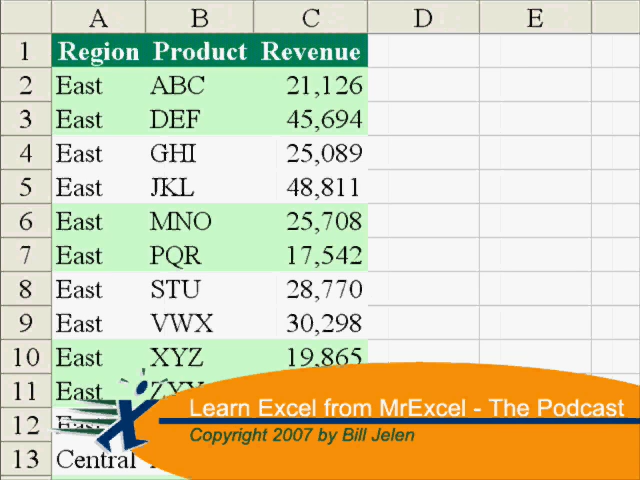 A B C D E
1 Region Product Revenue
2 East ABC 21,126
3 East DEF 45,694
4 East GHI 25,089
5 East JKL 48,811
6 East MNO 25,708
7 East PQR 17,542
8 East STU 28,770
9 East VWX 30,298
10 East XYZ 19,865
11 East
12 East
13 Central
Learn Excel from MrExcel - The Podcast
Copyright 2007 by Bill Jelen